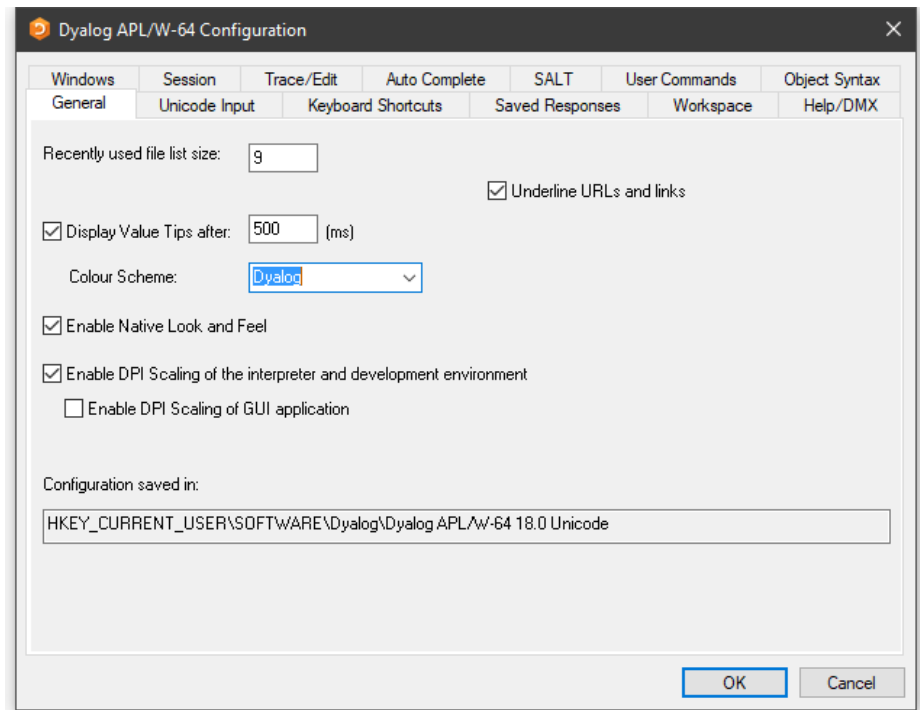 Dyalog APL/W-64 Configuration
Windows Session Trace/Edit Auto Complete SALT User Commands Object Syntax
General Unicode Input Keyboard Shortcuts Saved Responses Workspace Help/DMX
Recently used file list size: 9
Underline URLs and links
Display Value Tips after: 500 (ms)
Colour Scheme: Dyalog
Enable Native Look and Feel
Enable DPI Scaling of the interpreter and development environment
Enable DPI Scaling of GUI application
Configuration saved in:
HKEY_CURRENT_USER\SOFTWARE\Dyalog\Dyalog APL/W-64 18.0 Unicode
OK Cancel